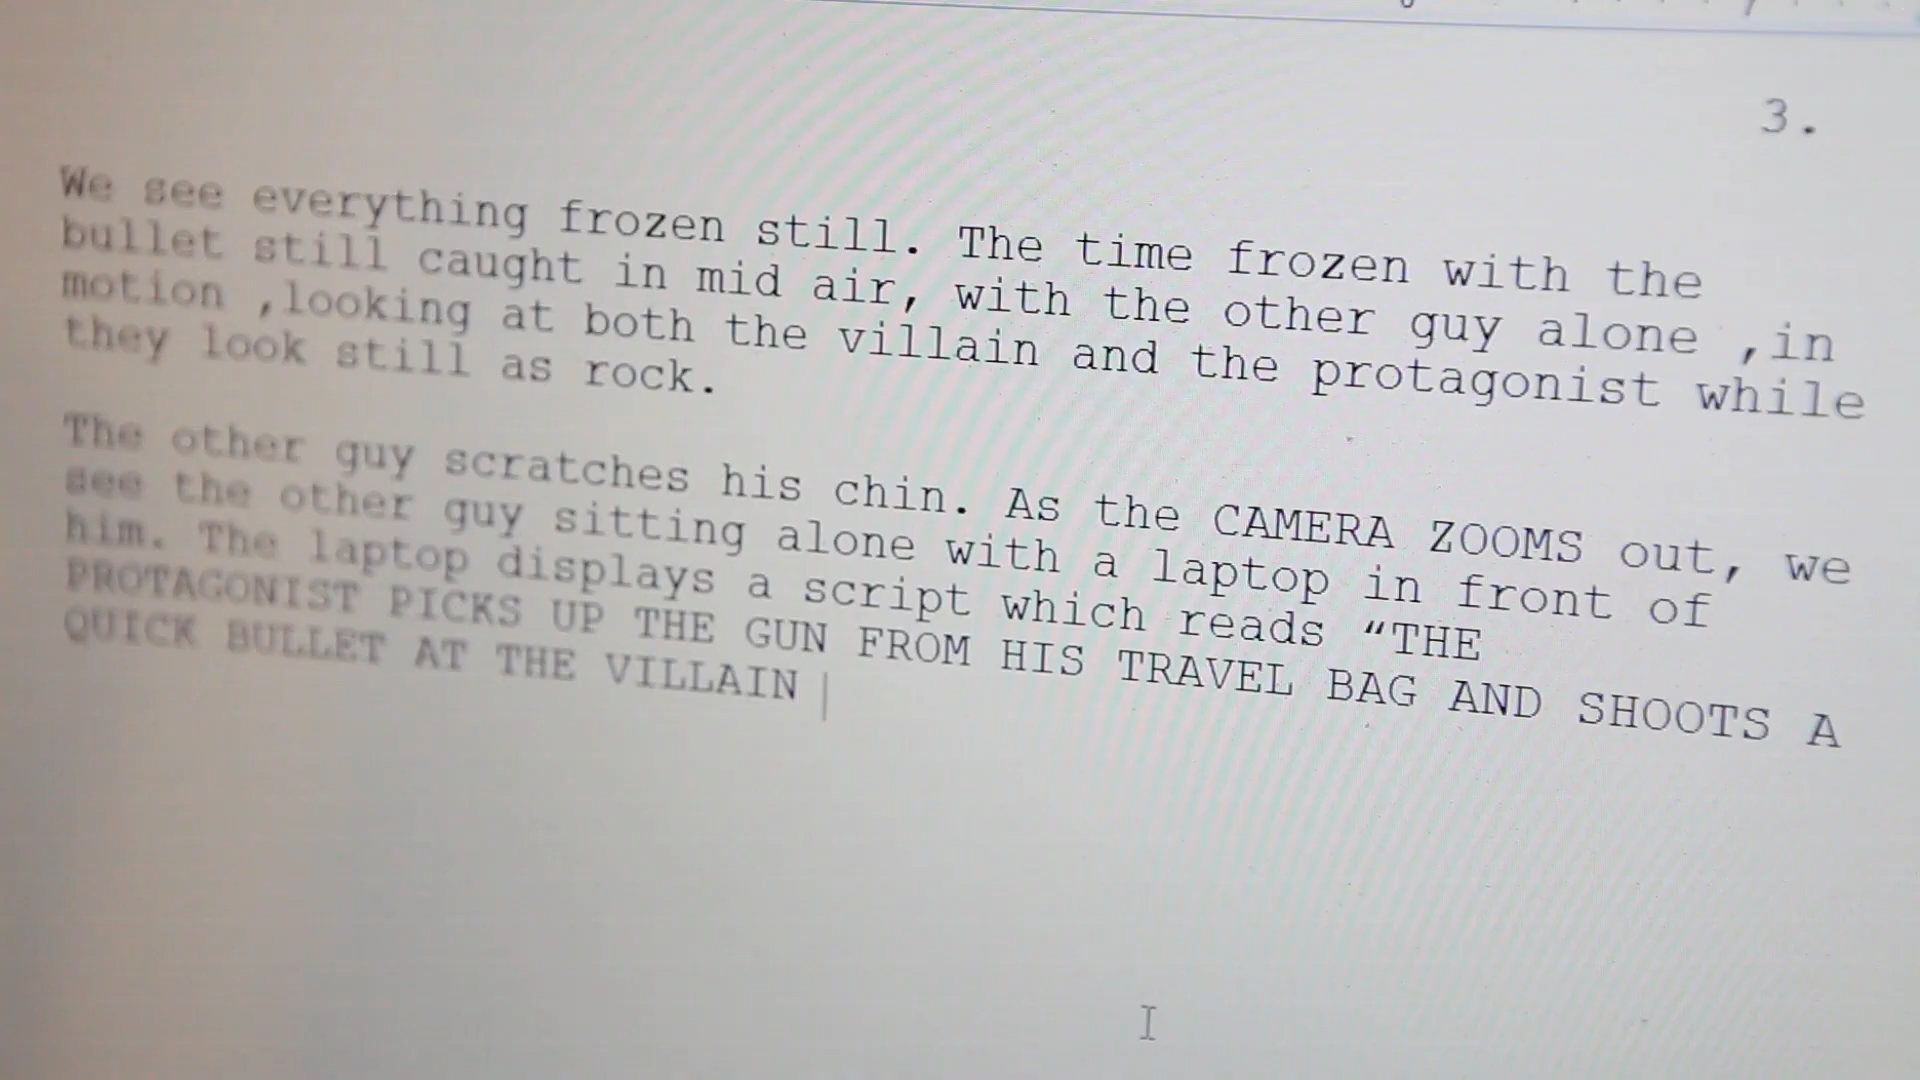 3.
We see everything frozen still. The time frozen with the
bullet still caught in mid air, with the other guy alone ,in
motion ,looking at both the villain and the protagonist while
they look still as rock.
The other guy scratches his chin. As the CAMERA ZOOMS out, we
see the other guy sitting alone with a laptop in front of
him. The laptop displays a script which reads “THE
PROTAGONIST PICKS UP THE GUN FROM HIS TRAVEL BAG AND SHOOTS A
QUICK BULLET AT THE VILLAIN